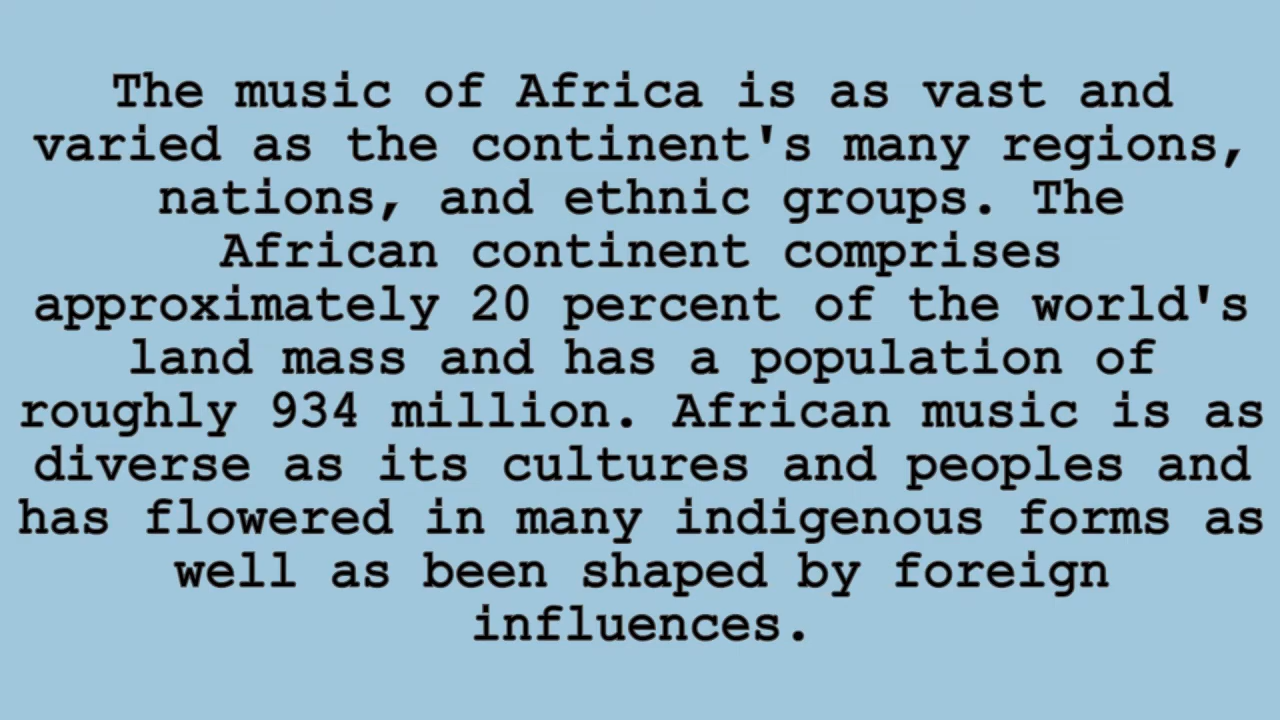 The music of Africa is as vast and
varied as the continent's many regions,
nations, and ethnic groups. The
African continent comprises
approximately 20 percent of the world's
land mass and has a population of
roughly 934 million. African music is as
diverse as its cultures and peoples and
has flowered in many indigenous forms as
well as been shaped by foreign
influences.